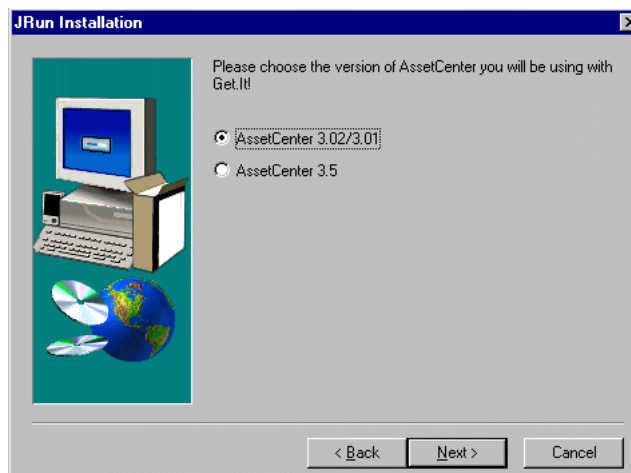 JRun Installation
Please choose the version of AssetCenter you will be using with
Get.It!
AssetCenter 3.02/3.01
AssetCenter 3.5
< Back
Next >
Cancel